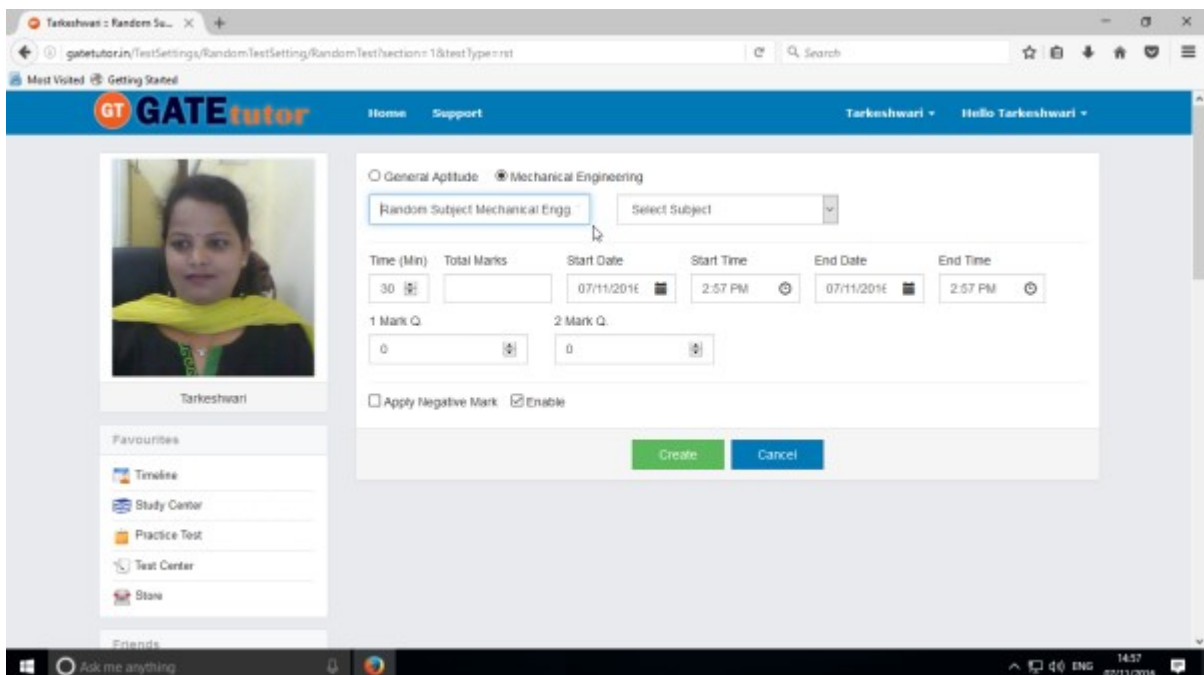 Tarkeshwari :: Random Su...
gatetutor.in/TestSettings/RandomTestSetting/RandomTest?section=1&testType=rst
Search
Most Visited Getting Started
GT GATEtutor
Home Support Tarkeshwari Hello Tarkeshwari
General Aptitude Mechanical Engineering
Random Subject Mechanical Engg Select Subject
Time (Min) Total Marks Start Date Start Time End Date End Time
30 07/11/2016 2:57 PM 07/11/2016 2:57 PM
1 Mark Q. 2 Mark Q.
0 0
Apply Negative Mark Enable
Create Cancel
Tarkeshwari
Favourites
Timeline
Study Center
Practice Test
Test Center
Store
Friends
Ask me anything ENG 14:57
07/11/2016